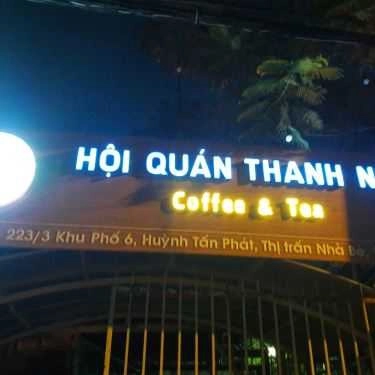 HỘI QUÁN THANH N
Coffee & Tea
223/3 Khu Phố 6, Huỳnh Tấn Phát, Thị trấn Nhà Bè